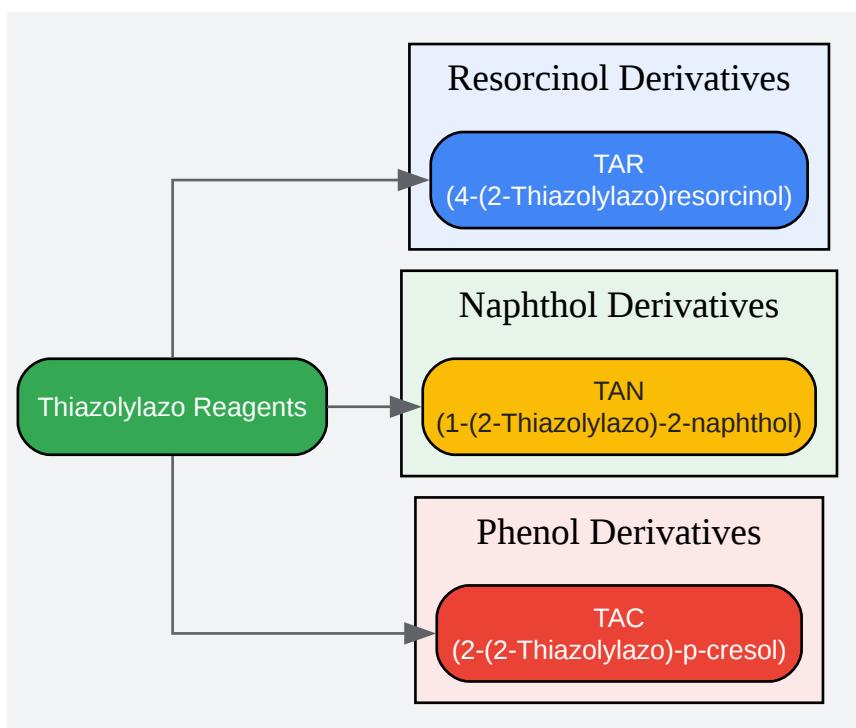 Resorcinol Derivatives
TAR
(4-(2-Thiazolylazo)resorcinol)
Naphthol Derivatives
Thiazolylazo Reagents
TAN
(1-(2-Thiazolylazo)-2-naphthol)
Phenol Derivatives
TAC
(2-(2-Thiazolylazo)-p-cresol)